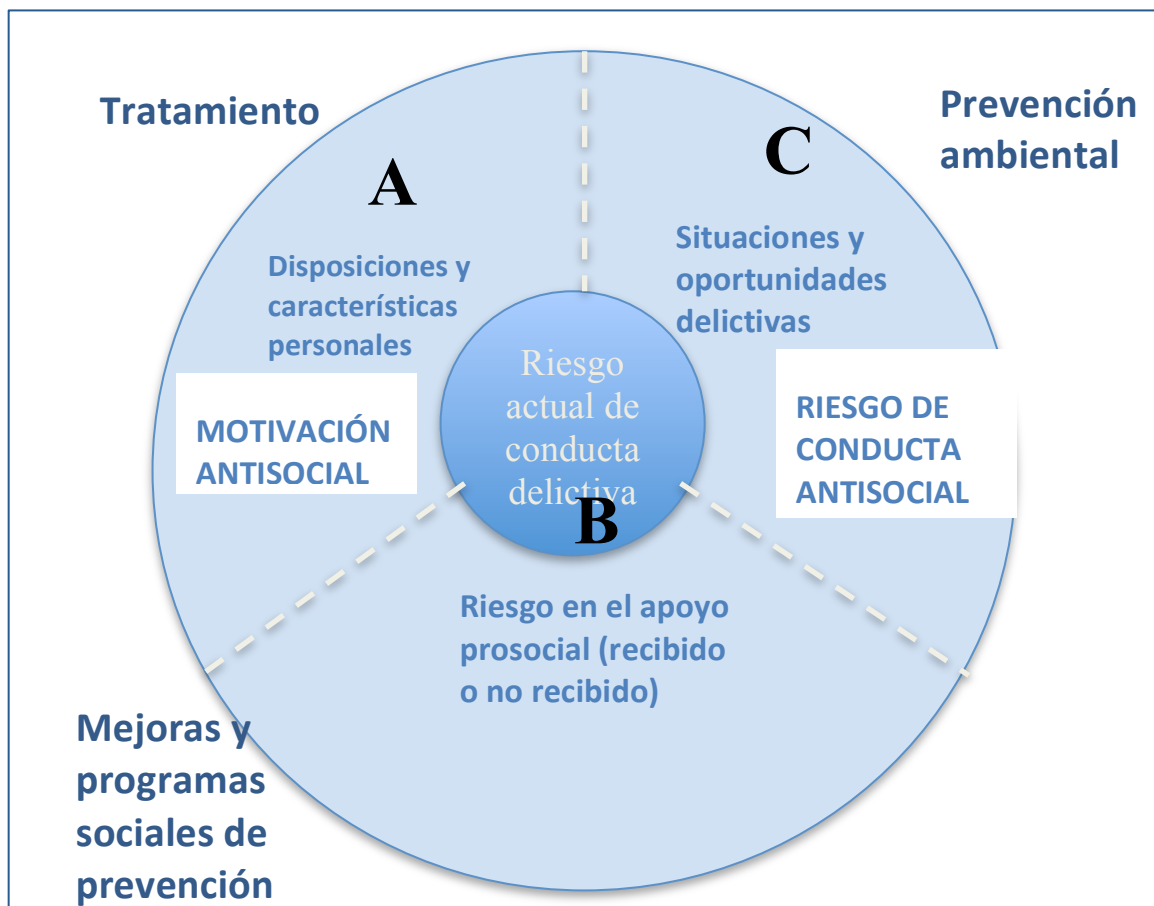 Tratamiento
A
Disposiciones y
características
personales
MOTIVACIÓN
ANTISOCIAL
Prevención
ambiental
C
Situaciones y
oportunidades
delictivas
RIESGO DE
CONDUCTA
ANTISOCIAL
Riesgo
actual de
conducta
delictiva
B
Riesgo en el apoyo
prosocial (recibido
o no recibido)
Mejoras y
programas
sociales de
prevención